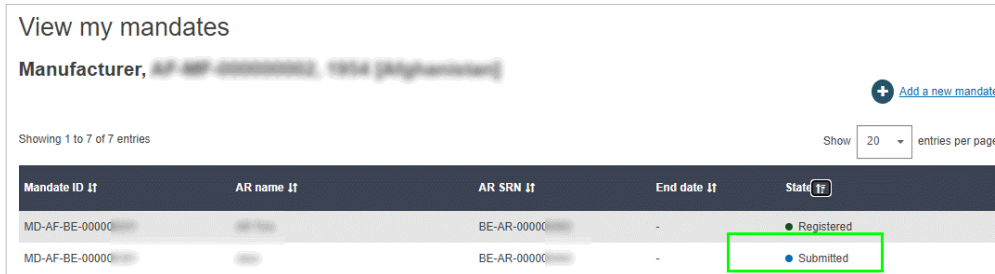 View my mandates
Manufacturer,
Add a new mandate
Showing 1 to 7 of 7 entries
Show 20 entries per page
Mandate ID AR name AR SRN End date State
MD-AF-BE-00000 BE-AR-00000 - Registered
MD-AF-BE-00000 BE-AR-00000 - Submitted